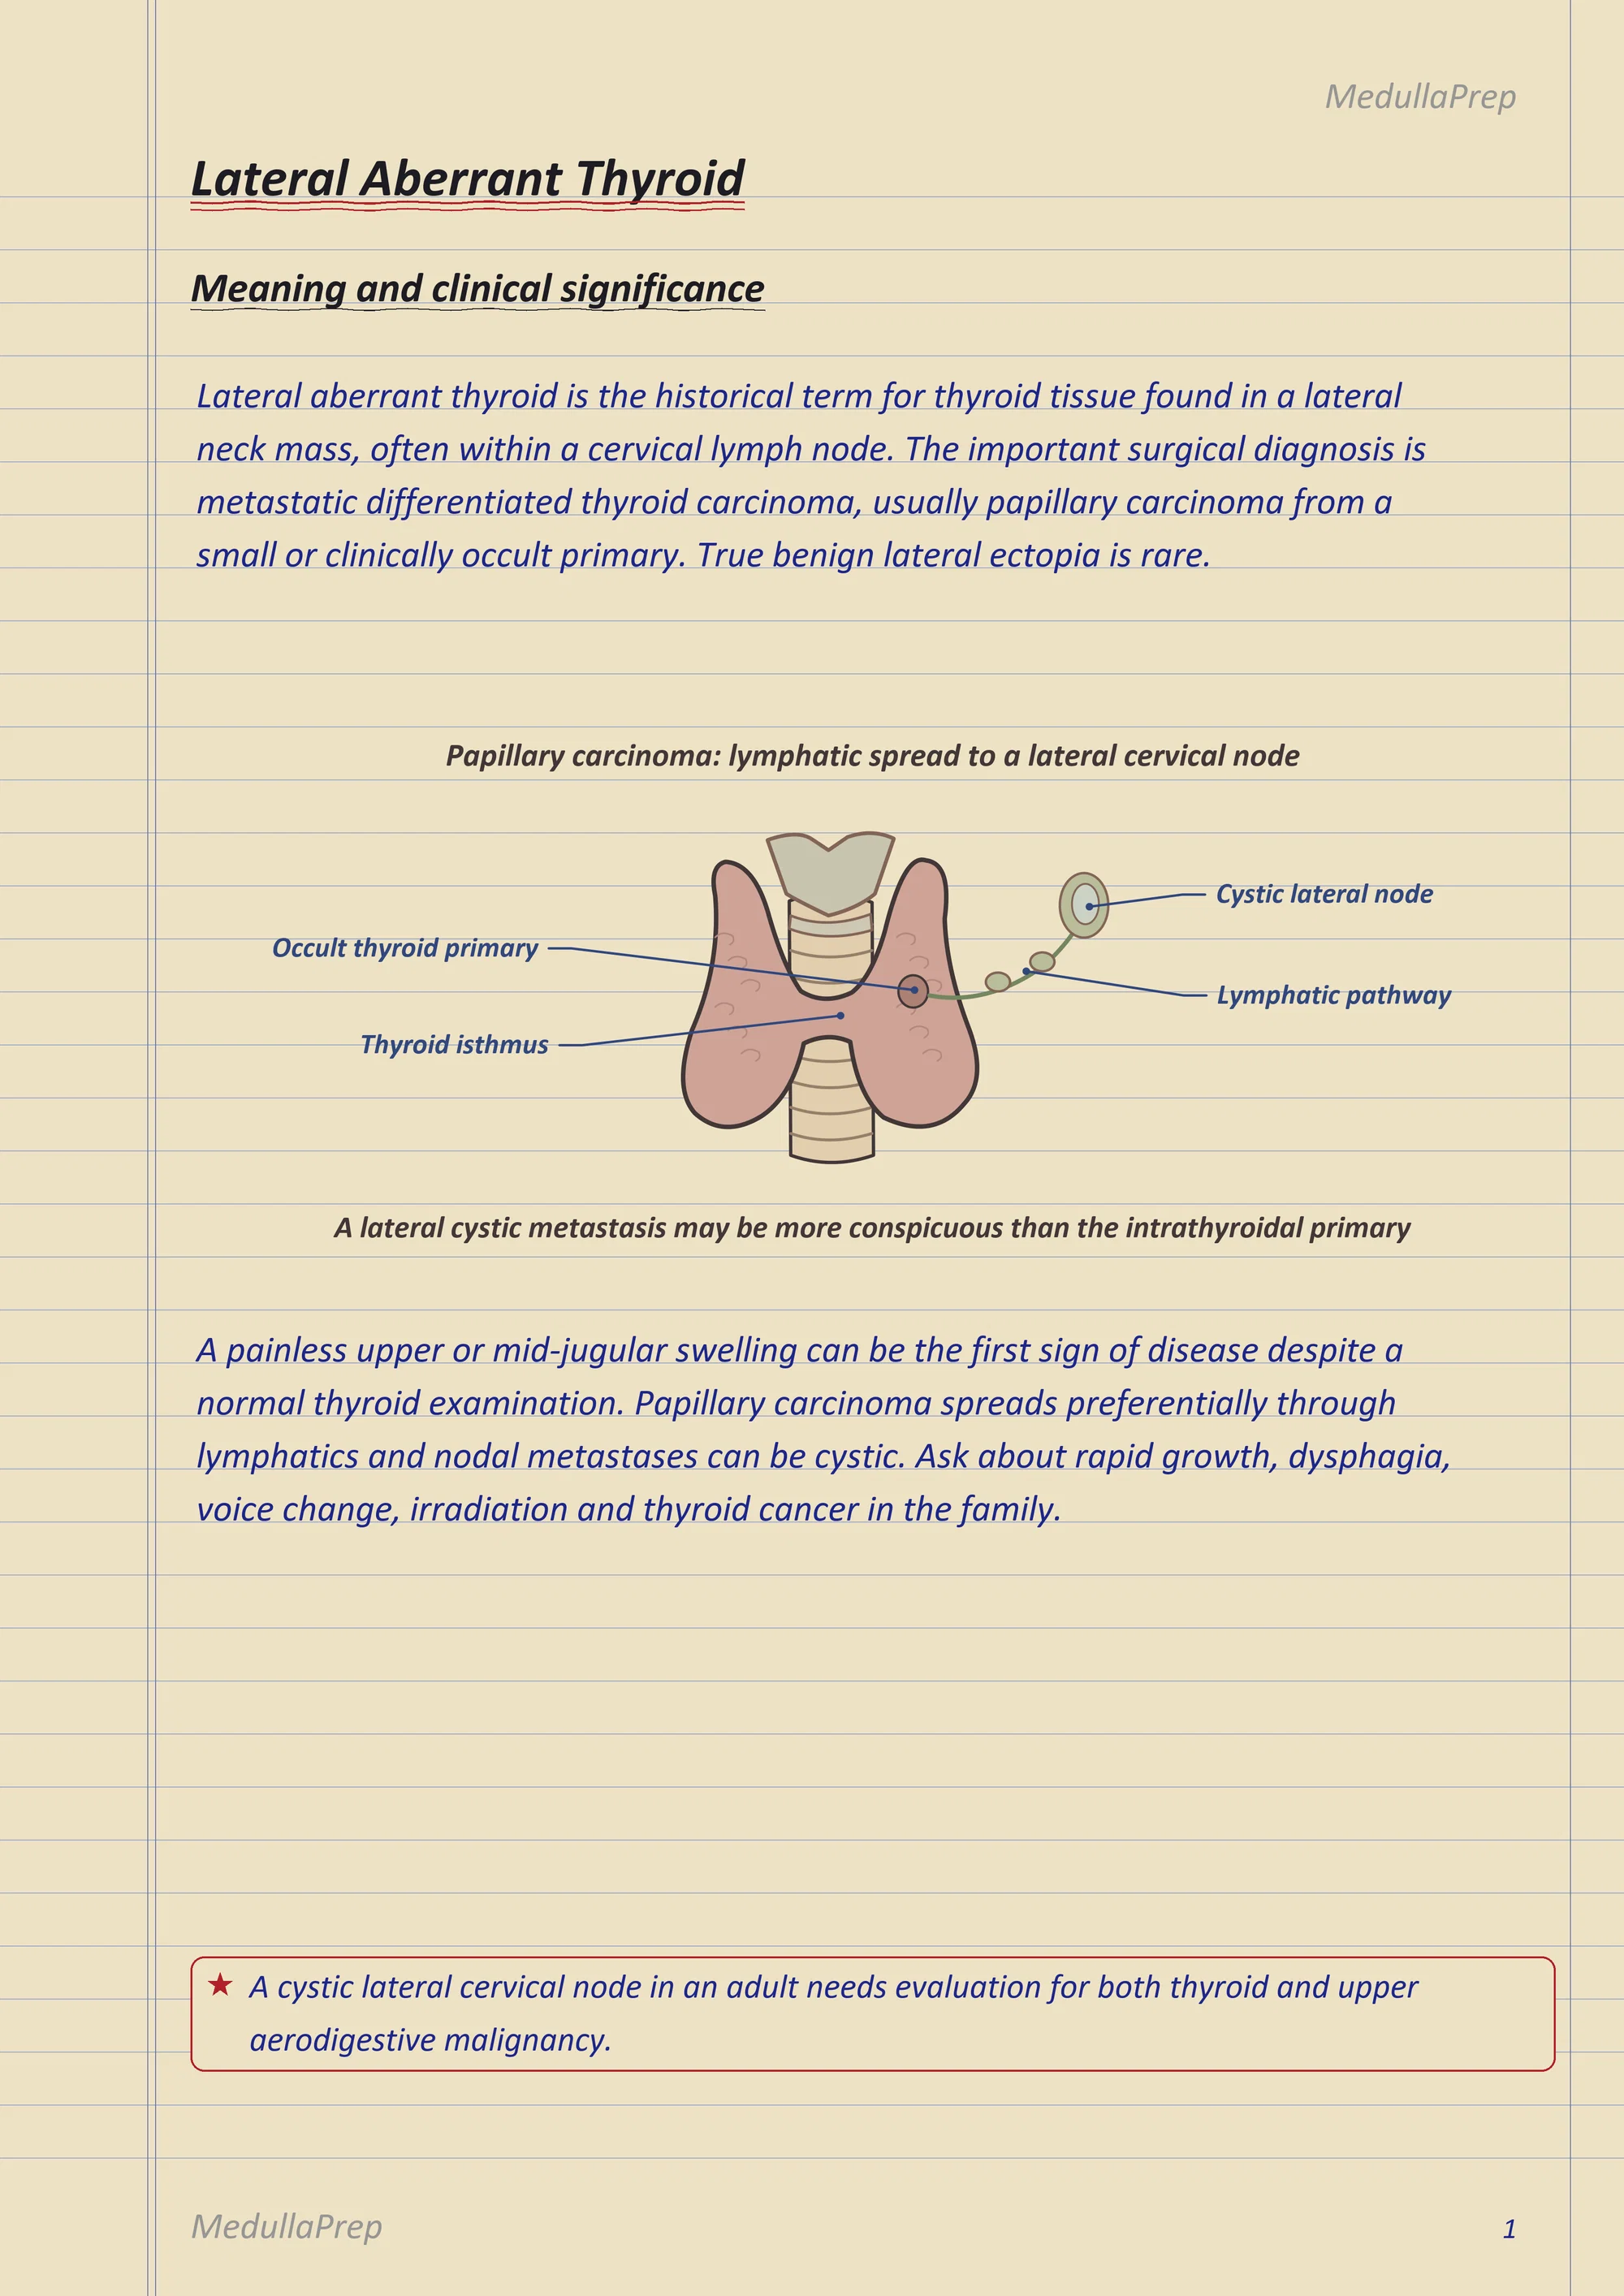 MedullaPrep
Lateral Aberrant Thyroid
Meaning and clinical significance
Lateral aberrant thyroid is the historical term for thyroid tissue found in a lateral
neck mass, often within a cervical lymph node. The important surgical diagnosis is
metastatic differentiated thyroid carcinoma, usually papillary carcinoma from a
small or clinically occult primary. True benign lateral ectopia is rare.
Papillary carcinoma: lymphatic spread to a lateral cervical node
Cystic lateral node
Occult thyroid primary
Lymphatic pathway
Thyroid isthmus
A lateral cystic metastasis may be more conspicuous than the intrathyroidal primary
A painless upper or mid-jugular swelling can be the first sign of disease despite a
normal thyroid examination. Papillary carcinoma spreads preferentially through
lymphatics and nodal metastases can be cystic. Ask about rapid growth, dysphagia,
voice change, irradiation and thyroid cancer in the family.
★ A cystic lateral cervical node in an adult needs evaluation for both thyroid and upper
aerodigestive malignancy.
MedullaPrep
1